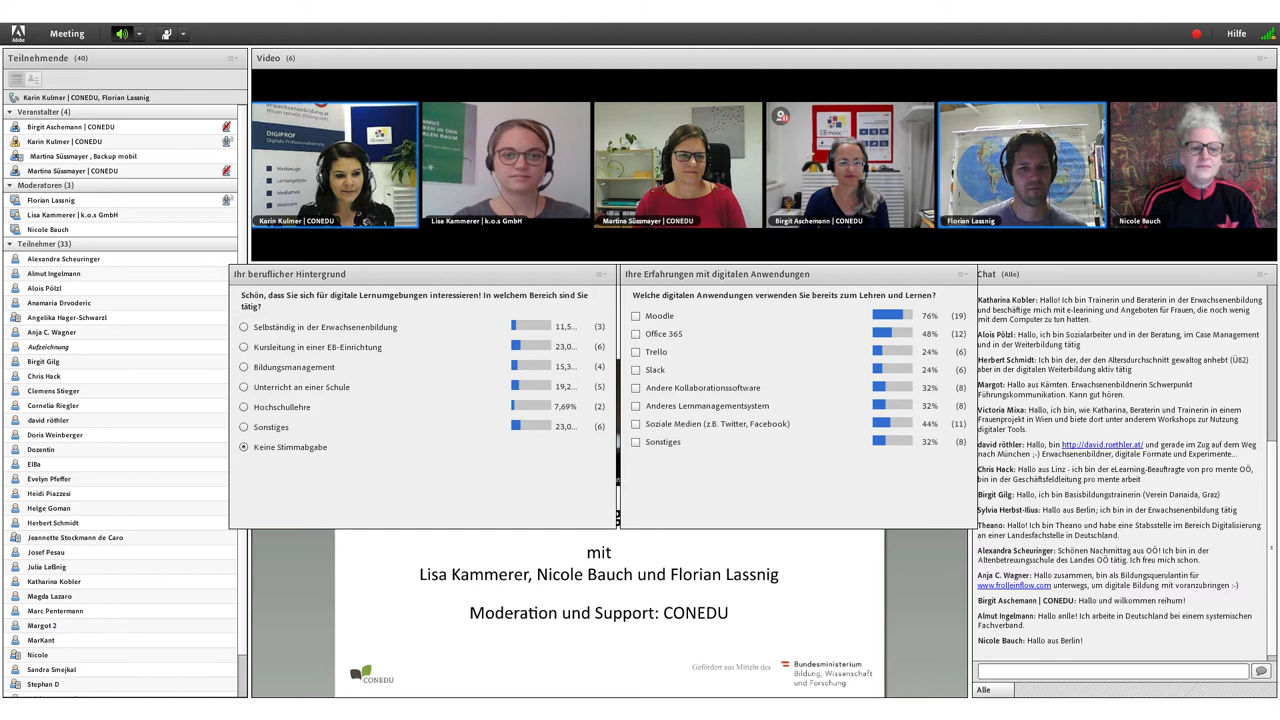 Adobe
Meeting
Hilfe
Teilnehmende (40)
Karin Kulmer | CONEDU, Florian Lassnig
Veranstalter (4)
Birgit Aschemann | CONEDU
Karin Kulmer | CONEDU
Martina Süssmayer , Backup mobil
Martina Süssmayer | CONEDU
Moderatoren (3)
Florian Lassnig
Lisa Kammerer | k.o.s GmbH
Nicole Bauch
Teilnehmer (33)
Alexandra Scheuringer
Almut Ingelmann
Alois Pölzl
Anamaria Drvoderic
Angelika Hager-Schwarzl
Anja C. Wagner
Aufzeichnung
Birgit Gilg
Chris Hack
Clemens Stieger
Cornelia Riegler
david röthler
Doris Weinberger
Dozentin
ElBa
Evelyn Pfeffer
Heidi Piazzesi
Helge Goman
Herbert Schmidt
Jeannette Stockmann de Caro
Josef Pesau
Julia Laßnig
Katharina Kobler
Magda Lazaro
Marc Pentermann
Margot 2
MarKant
Nicole
Sandra Smejkal
Stephan D
Video (6)
DIGIPROF
Digitale Professionalisierung
Werkzeuge
Lernangebote
Mediathek
Webinare
EBmooc
Karin Kulmer | CONEDU
Lisa Kammerer | k.o.s GmbH
Martina Süssmayer | CONEDU
Birgit Aschemann | CONEDU
Florian Lassnig
Nicole Bauch
Ihr beruflicher Hintergrund
Schön, dass Sie sich für digitale Lernumgebungen interessieren! In welchem Bereich sind Sie
tätig?
Selbständig in der Erwachsenenbildung 11,5... (3)
Kursleitung in einer EB-Einrichtung 23,0... (6)
Bildungsmanagement 15,3... (4)
Unterricht an einer Schule 19,2... (5)
Hochschullehre 7,69% (2)
Sonstiges 23,0... (6)
Keine Stimmabgabe
Ihre Erfahrungen mit digitalen Anwendungen
Welche digitalen Anwendungen verwenden Sie bereits zum Lehren und Lernen?
Moodle 76% (19)
Office 365 48% (12)
Trello 24% (6)
Slack 24% (6)
Andere Kollaborationssoftware 32% (8)
Anderes Lernmanagementsystem 32% (8)
Soziale Medien (z.B. Twitter, Facebook) 44% (11)
Sonstiges 32% (8)
mit
Lisa Kammerer, Nicole Bauch und Florian Lassnig
Moderation und Support: CONEDU
CONEDU
Gefördert aus Mitteln des
Bundesministerium
Bildung, Wissenschaft
und Forschung
Chat (Alle)
Katharina Kobler: Hallo! Ich bin Trainerin und Beraterin in der Erwachsenenbildung
und beschäftige mich mit e-learning und Angeboten für Frauen, die noch wenig
mit dem Computer zu tun hatten.
Alois Pölzl: Hallo, ich bin Sozialarbeiter und in der Beratung, im Case Management
und in der Weiterbildung tätig
Herbert Schmidt: Ich bin der, der den Altersdurchschnitt gewaltog anhebt (Ü82)
aber in der digitalen Weiterbildung aktiv tätig
Margot: Hallo aus Kärnten. Erwachsenenbildnerin Schwerpunkt
Kommunikation. Kann gut hören.
Victoria Mixa: Hallo, ich bin, wie Katharina, Beraterin und Trainerin in einem
Frauenprojekt in Wien und biete dort unter anderem Workshops zur Nutzung
digitaler Tools.
david röthler: Hallo, bin http://david.roethler.at/ und gerade im Zug auf dem Weg
nach München ;-) Erwachsenenbildner, digitale Formate und Experimente...
Chris Hack: Hallo aus Linz - ich bin der eLearning-Beauftragte von pro mente OÖ,
bin in der Geschäftsfeldleitung pro mente arbeit
Birgit Gilg: Hallo, ich bin Basisbildungstrainerin (Verein Danaida, Graz)
Sylvia Herbst-Ilius: Hallo aus Berlin; ich bin in der Erwachsenbildung tätig
Theano: Hallo! Ich bin Theano und habe eine Stabsstelle im Bereich Digitalisierung
an einer Landesfachstelle in Deutschland.
Alexandra Scheuringer: Schönen Nachmittag aus OÖ! Ich bin in der
Altenbetreuungsschule des Landes OÖ tätig. Ich freu mich schon.
Anja C. Wagner: Hallo zusammen, bin als Bildungsquerulantin für
www.frolleinflow.com unterwegs, um digitale Bildung mit voranzubringen :-)
Birgit Aschemann | CONEDU: Hallo und wilkommen reihum!
Almut Ingelmann: Hallo anlle! Ich arbeite in Deutschland bei einem systemischen
Fachverband.
Nicole Bauch: Hallo aus Berlin!
Alle